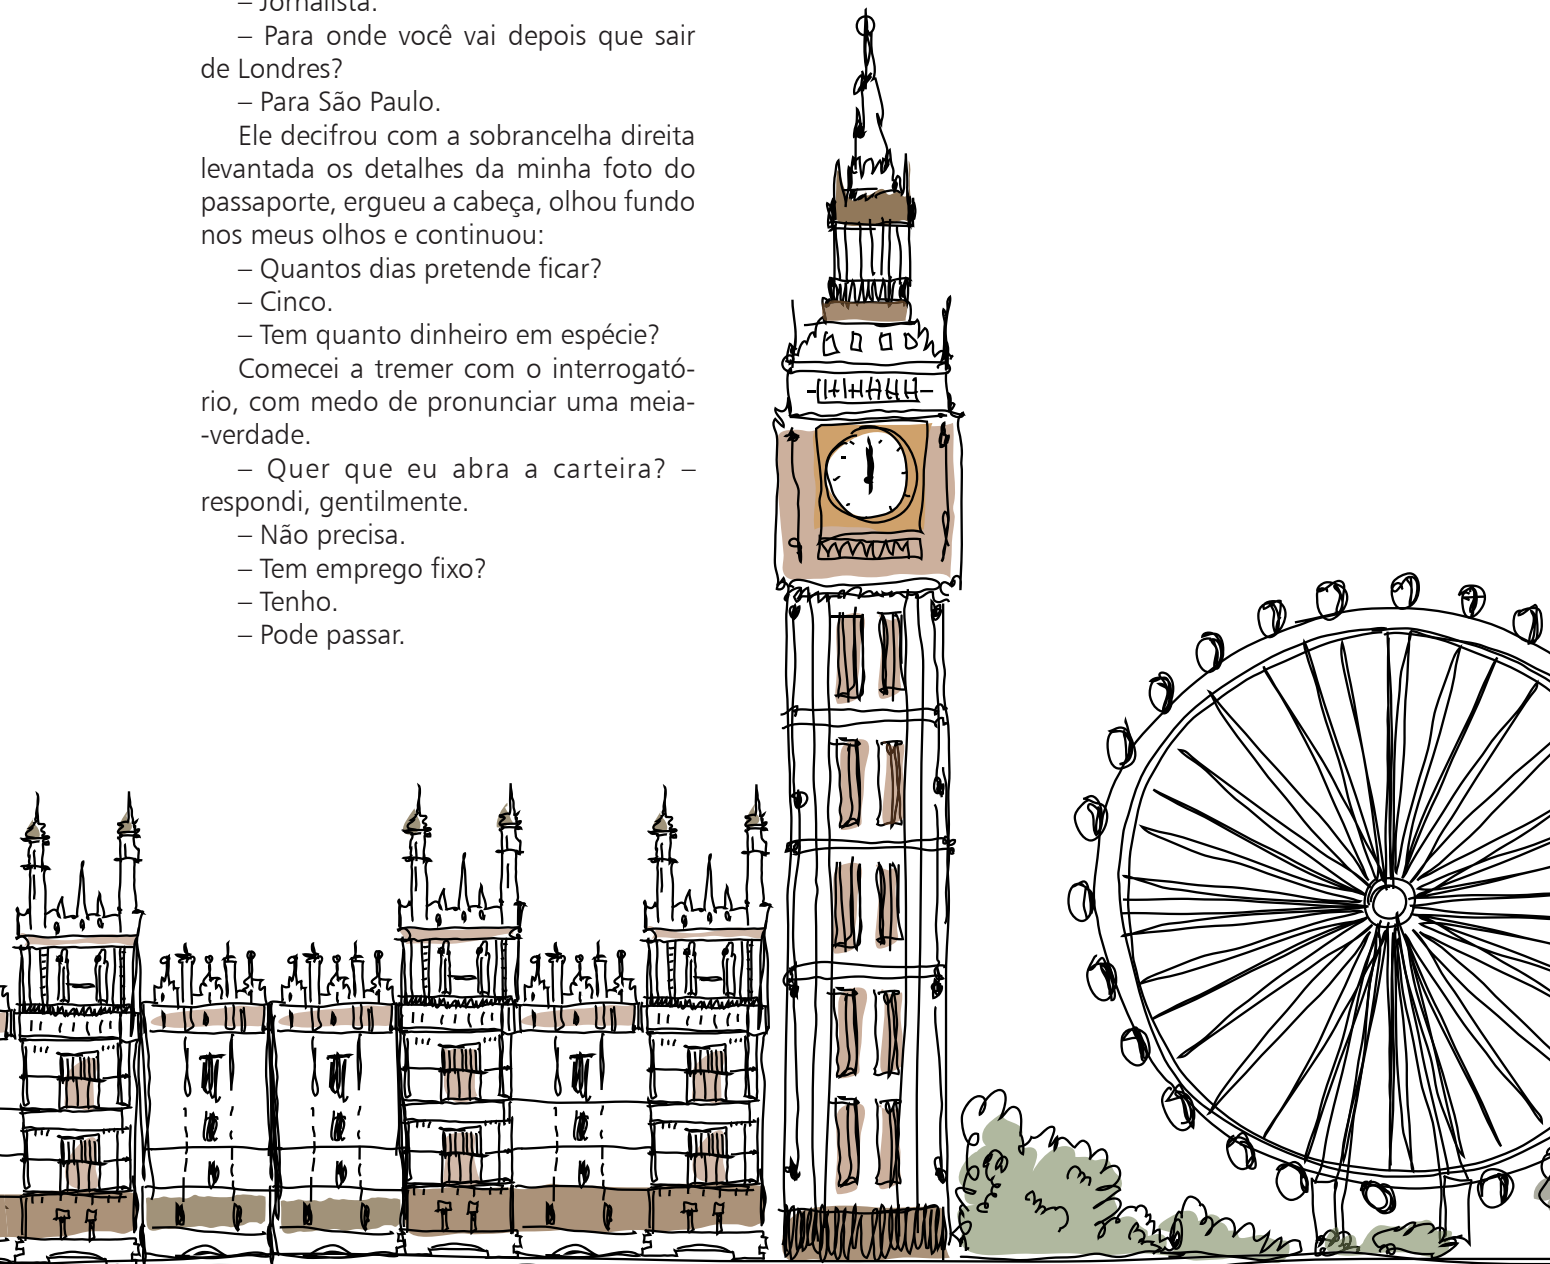 – Jornalista.
– Para onde você vai depois que sair
de Londres?
– Para São Paulo.
Ele decifrou com a sobrancelha direita
levantada os detalhes da minha foto do
passaporte, ergueu a cabeça, olhou fundo
nos meus olhos e continuou:
– Quantos dias pretende ficar?
– Cinco.
– Tem quanto dinheiro em espécie?
Comecei a tremer com o interrogató-
rio, com medo de pronunciar uma meia-
-verdade.
– Quer que eu abra a carteira? –
respondi, gentilmente.
– Não precisa.
– Tem emprego fixo?
– Tenho.
– Pode passar.